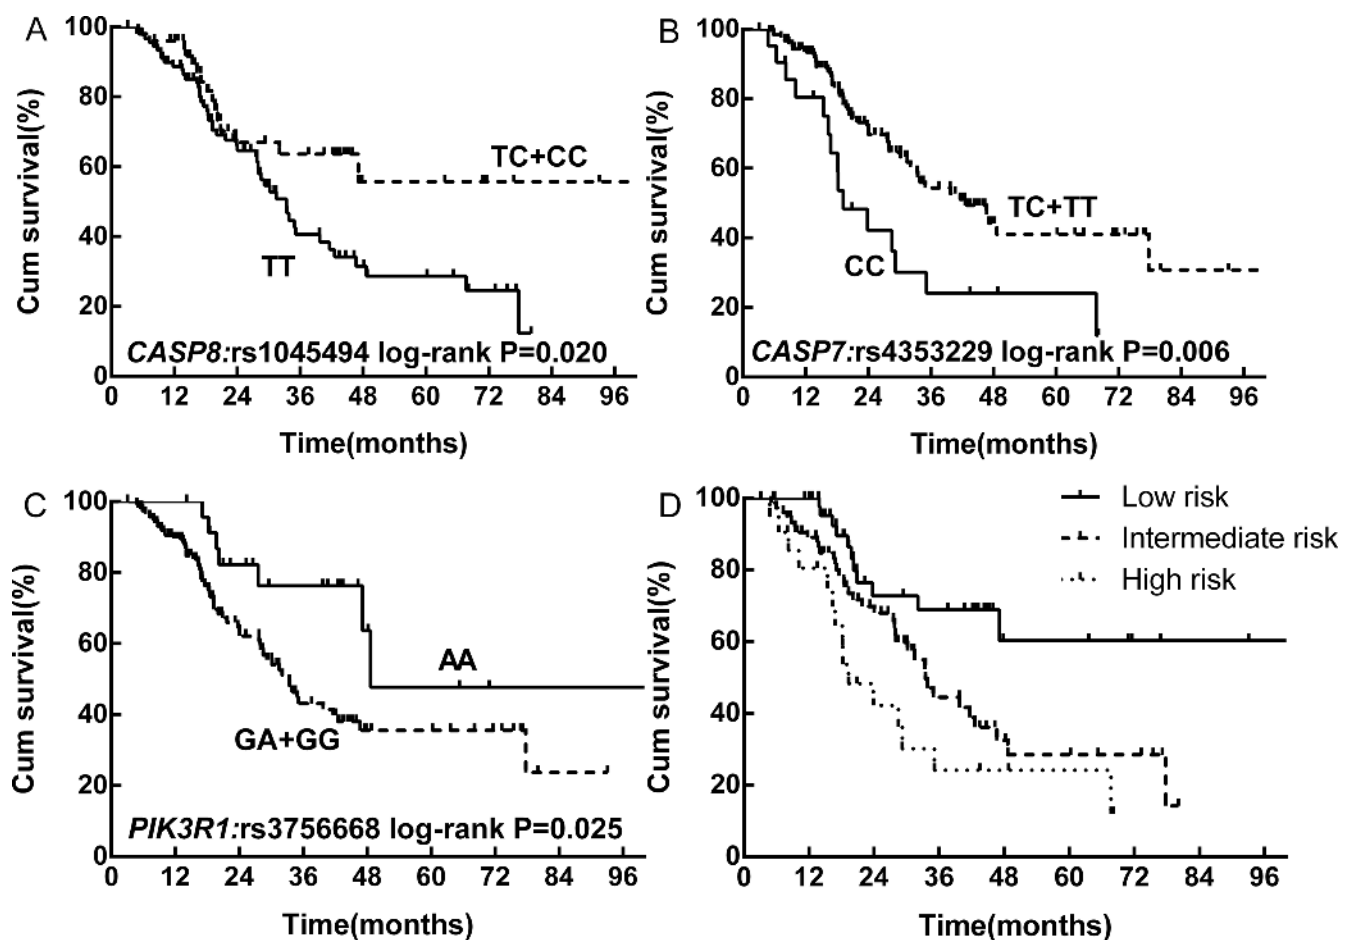 A
Cum survival(%)
100
80
60
40
20
0
TC+CC
TT
CASP8:rs1045494 log-rank P=0.020
0 12 24 36 48 60 72 84 96
Time(months)
B
Cum survival(%)
100
80
60
40
20
0
TC+TT
CC
CASP7:rs4353229 log-rank P=0.006
0 12 24 36 48 60 72 84 96
Time(months)
C
Cum survival(%)
100
80
60
40
20
0
AA
GA+GG
PIK3R1:rs3756668 log-rank P=0.025
0 12 24 36 48 60 72 84 96
Time(months)
D
Cum survival(%)
100
80
60
40
20
0
Low risk
Intermediate risk
High risk
0 12 24 36 48 60 72 84 96
Time(months)